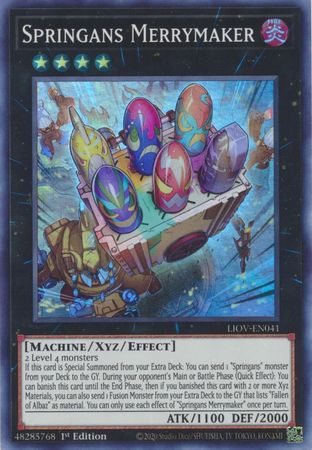 SPRINGANS MERRYMAKER
炎
LIOV-EN041
[MACHINE/XYZ/EFFECT]
2 Level 4 monsters
If this card is Special Summoned from your Extra Deck: You can send 1 "Springans"
monster from your Deck to the GY. During your opponent's Main or Battle Phase (Quick Effect): You
can banish this card until the End Phase, then if you banished this card with 2 or more Xyz
Materials, you can also send 1 Fusion Monster from your Extra Deck to the GY that lists "Fallen
of Albaz" as material. You can only use each effect of "Springans Merrymaker" once per turn.
ATK/1100 DEF/2000
48285768 1st Edition ©2020 Studio Dice/SHUEISHA, TV TOKYO, KONAMI